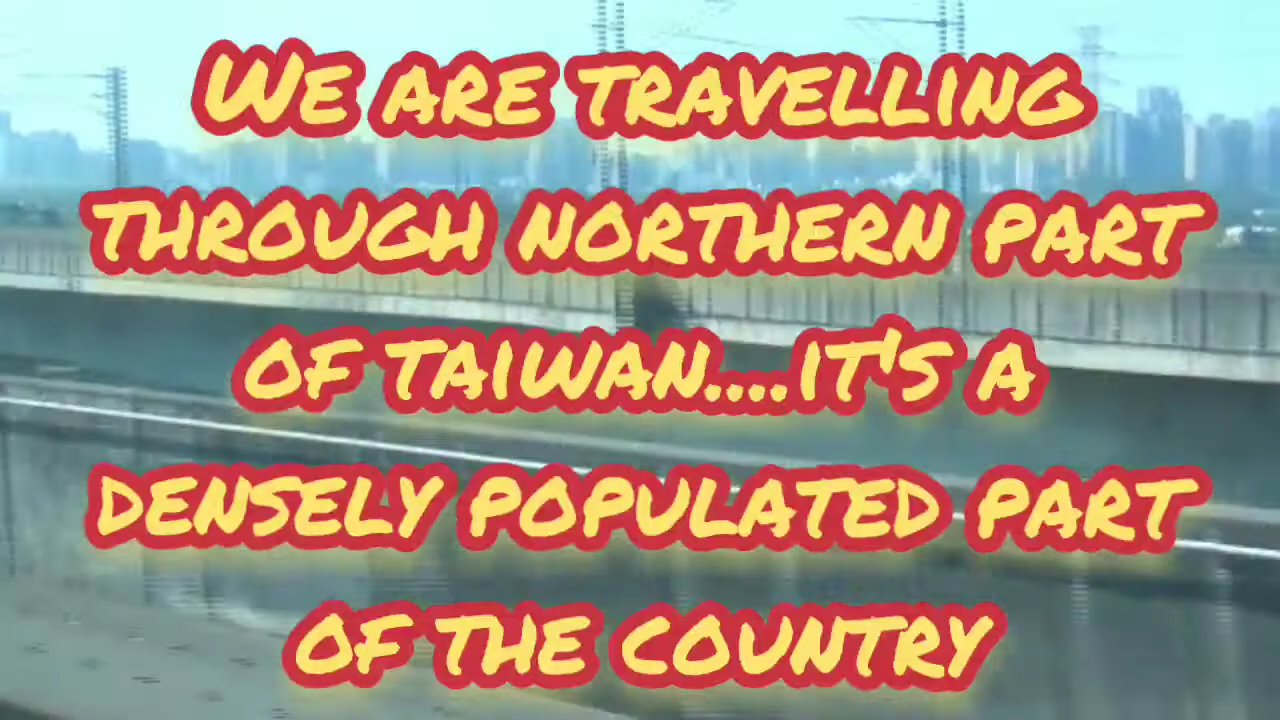 WE ARE TRAVELLING
THROUGH NORTHERN PART
OF TAIWAN....IT'S A
DENSELY POPULATED PART
OF THE COUNTRY